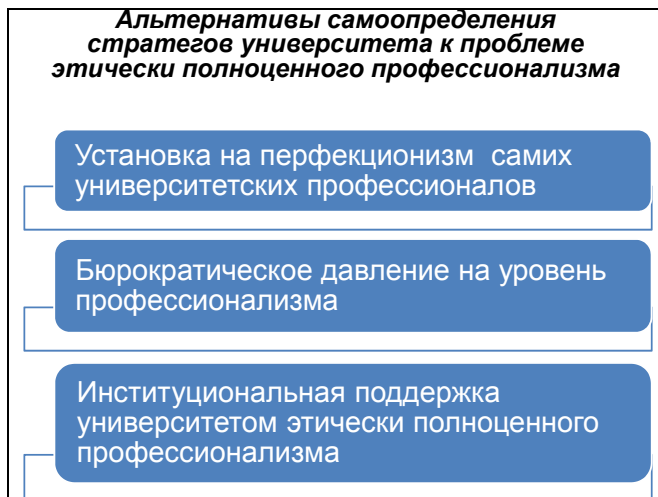 Альтернативы самоопределения
стратегов университета к проблеме
этически полноценного профессионализма
Установка на перфекционизм самих
университетских профессионалов
Бюрократическое давление на уровень
профессионализма
Институциональная поддержка
университетом этически полноценного
профессионализма